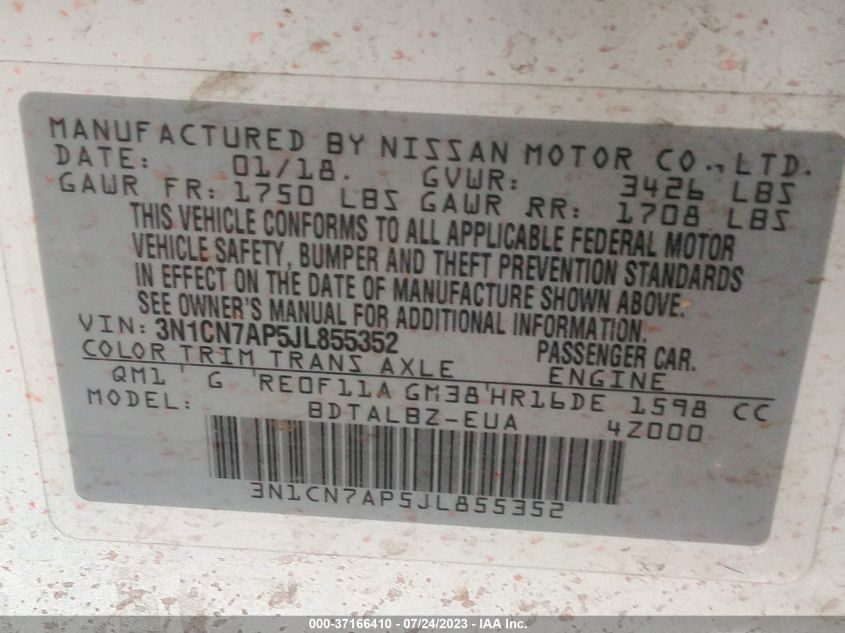 MANUFACTURED BY NISSAN MOTOR CO., LTD.
DATE: 01/18. GVWR: 3426 LBS
GAWR FR: 1750 LBS GAWR RR: 1708 LBS
THIS VEHICLE CONFORMS TO ALL APPLICABLE FEDERAL MOTOR
VEHICLE SAFETY, BUMPER AND THEFT PREVENTION STANDARDS
IN EFFECT ON THE DATE OF MANUFACTURE SHOWN ABOVE.
SEE OWNER'S MANUAL FOR ADDITIONAL INFORMATION.
VIN: 3N1CN7AP5JL855352 PASSENGER CAR.
COLOR TRIM TRANS AXLE ENGINE
QM1 ' G 'RE0F11A GM38'HR16DE 1598 CC
MODEL: BDTALBZ-EUA 4Z000
3N1CN7AP5JL855352
000-37166410 - 07/24/2023 - IAA Inc.